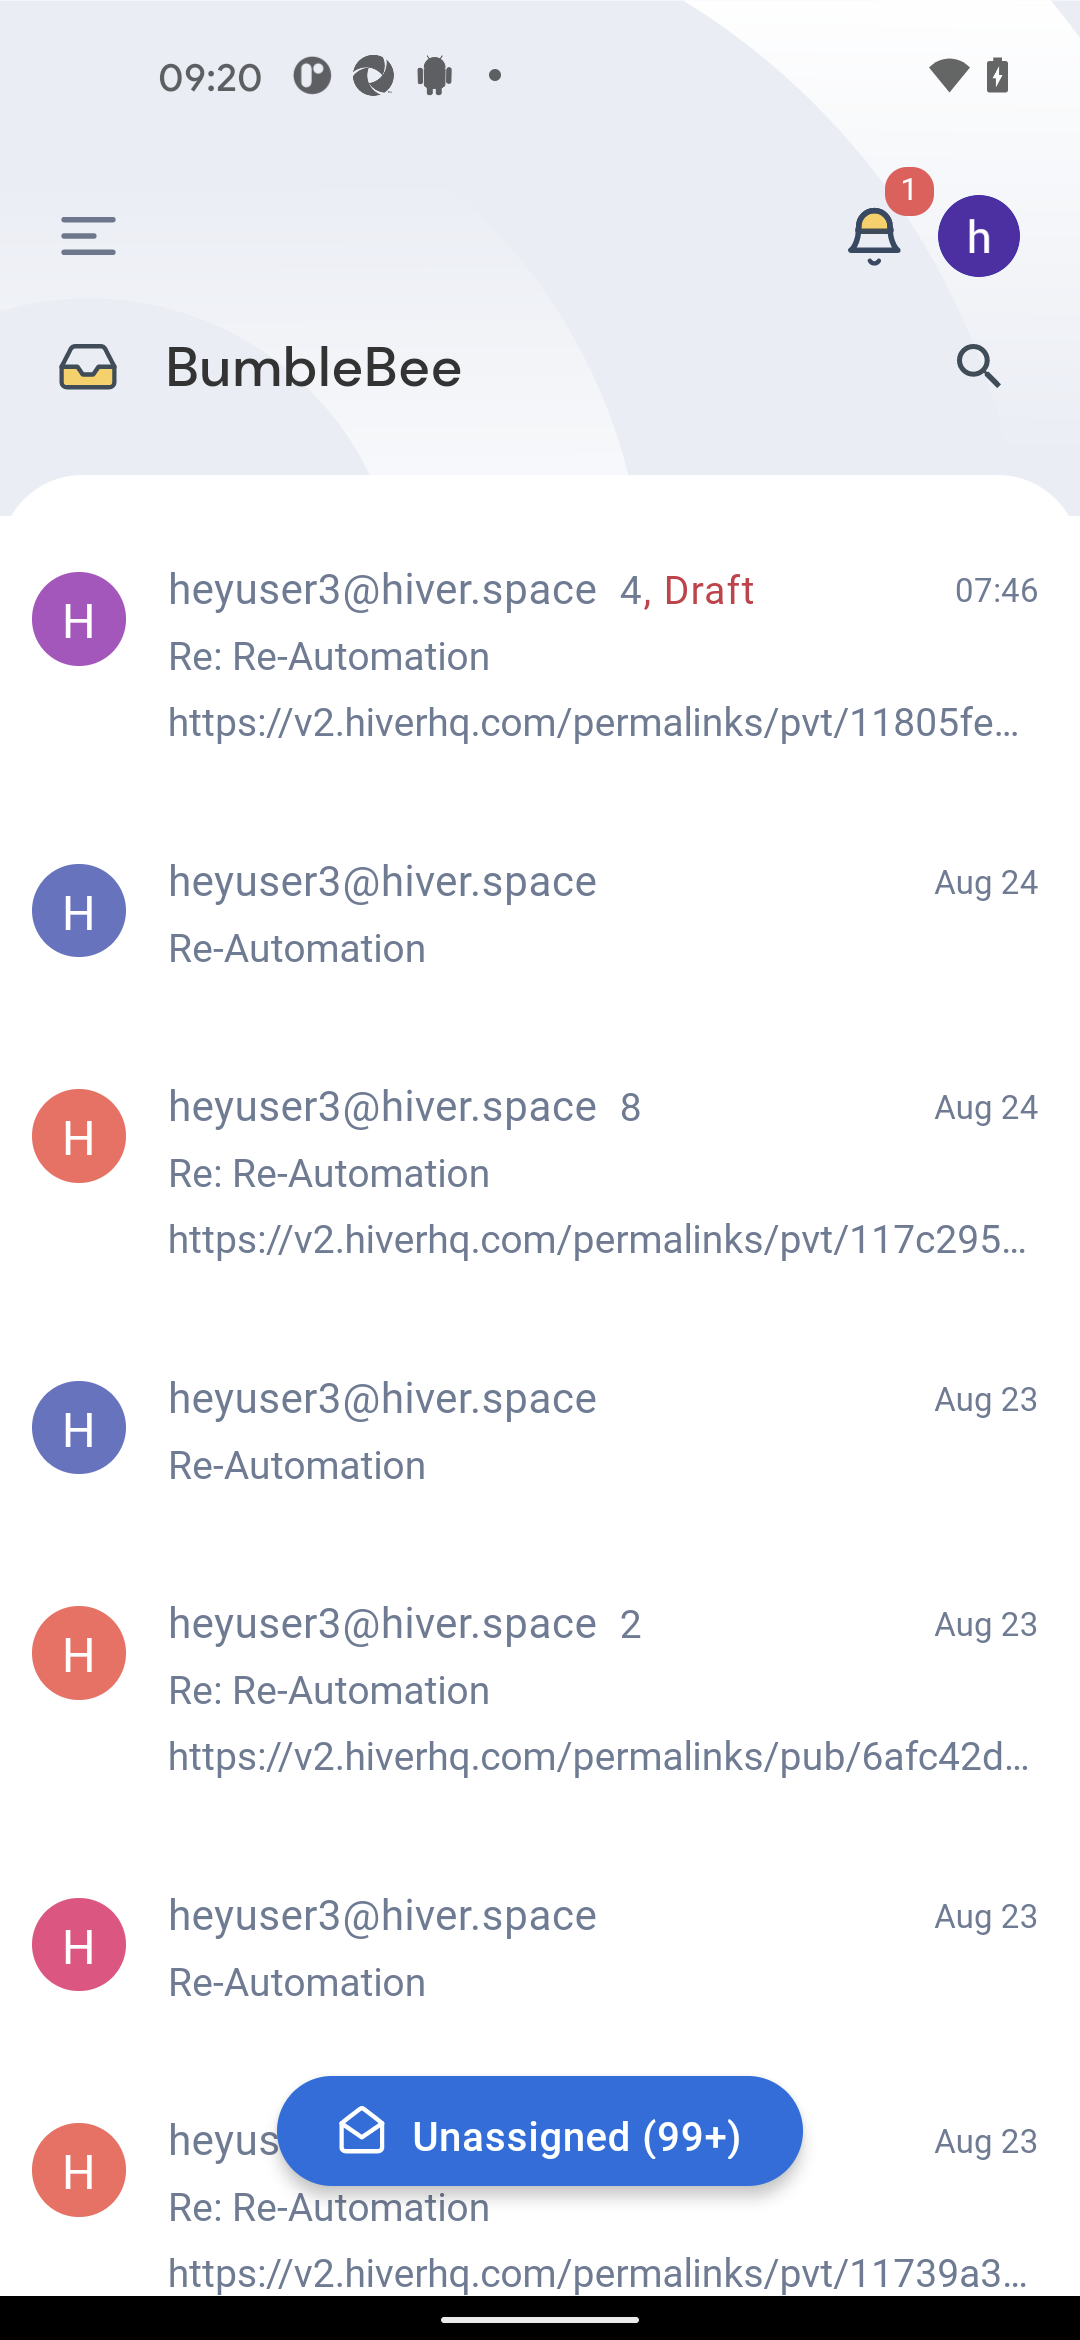 09:20
1
h
BumbleBee
H
heyuser3@hiver.space 4, Draft
07:46
Re: Re-Automation
https://v2.hiverhq.com/permalinks/pvt/11805fe...
H
heyuser3@hiver.space
Aug 24
Re-Automation
H
heyuser3@hiver.space 8
Aug 24
Re: Re-Automation
https://v2.hiverhq.com/permalinks/pvt/117c295...
H
heyuser3@hiver.space
Aug 23
Re-Automation
H
heyuser3@hiver.space 2
Aug 23
Re: Re-Automation
https://v2.hiverhq.com/permalinks/pub/6afc42d...
H
heyuser3@hiver.space
Aug 23
Re-Automation
H
heyus
Aug 23
Unassigned (99+)
Re: Re-Automation
https://v2.hiverhq.com/permalinks/pvt/11739a3...